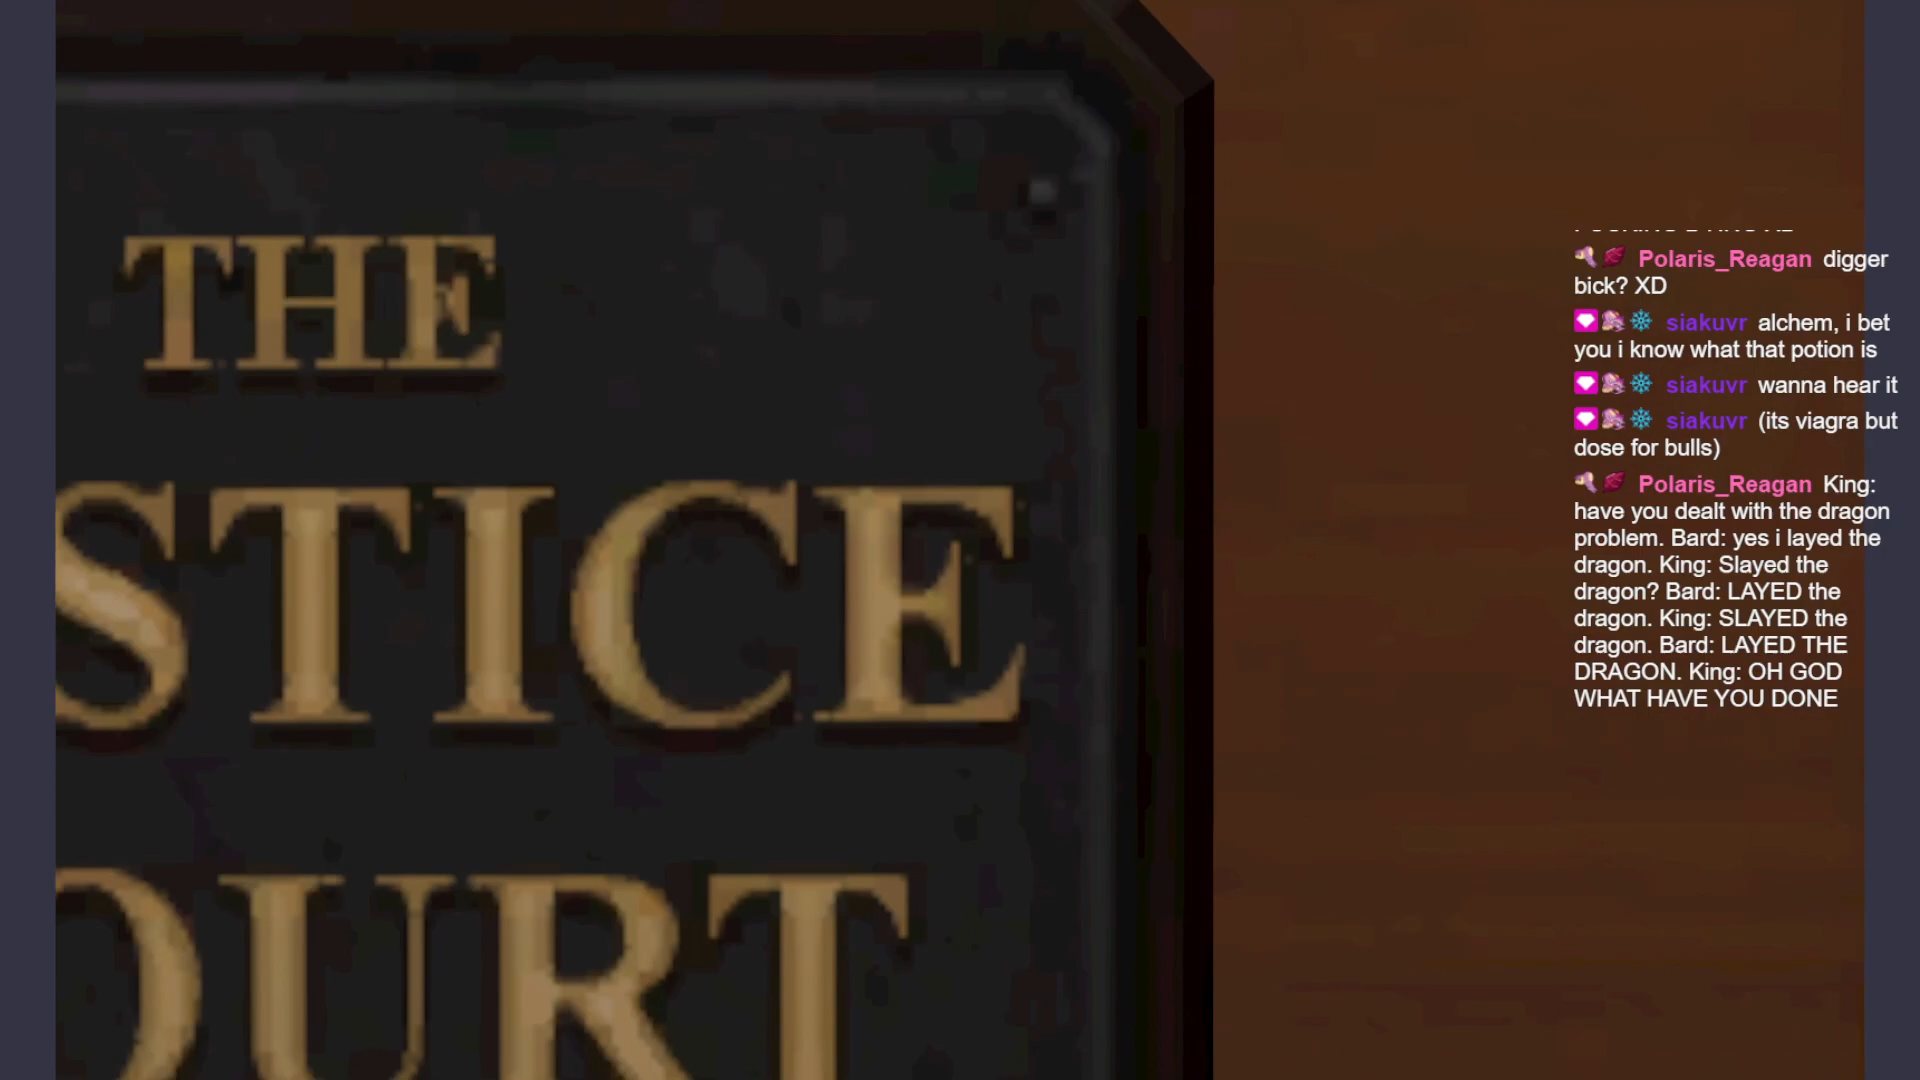 THE
STICE
OURT
Polaris_Reagan digger
bick? XD
siakuvr alchem, i bet
you i know what that potion is
siakuvr wanna hear it
siakuvr (its viagra but
dose for bulls)
Polaris_Reagan King:
have you dealt with the dragon
problem. Bard: yes i layed the
dragon. King: Slayed the
dragon? Bard: LAYED the
dragon. King: SLAYED the
dragon. Bard: LAYED THE
DRAGON. King: OH GOD
WHAT HAVE YOU DONE